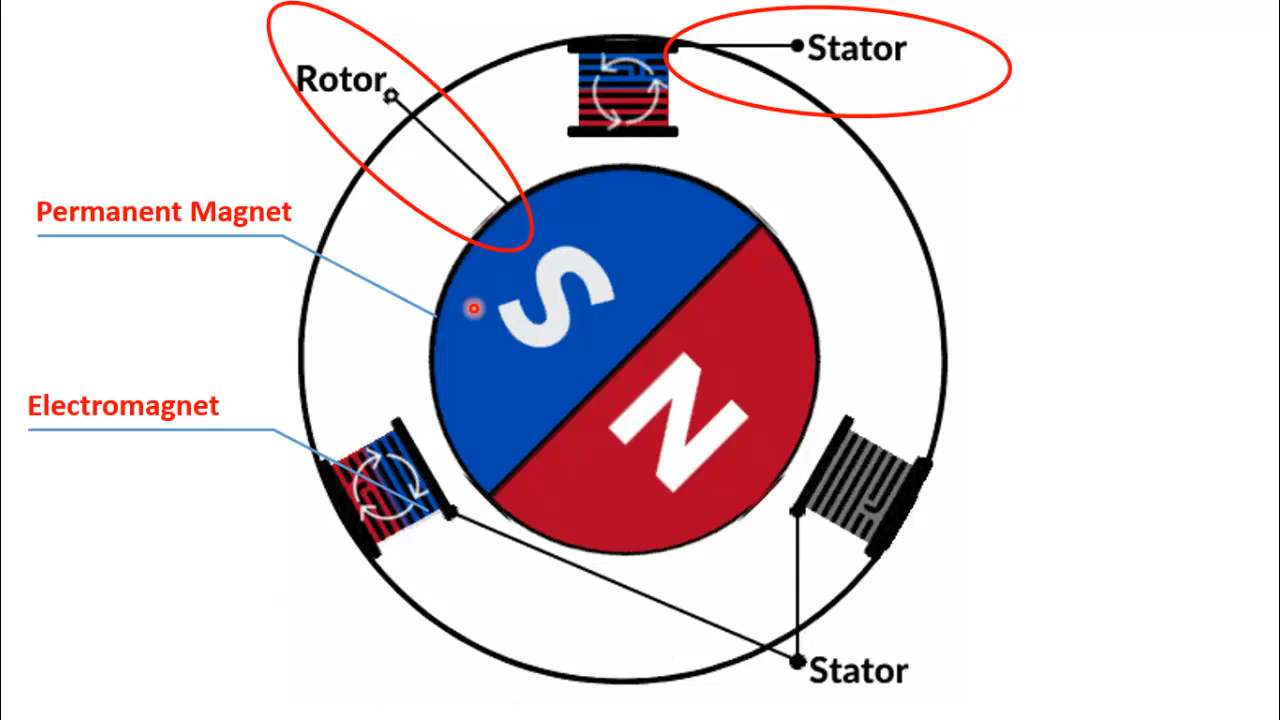 Stator
Rotor
Permanent Magnet
S
N
Electromagnet
Stator